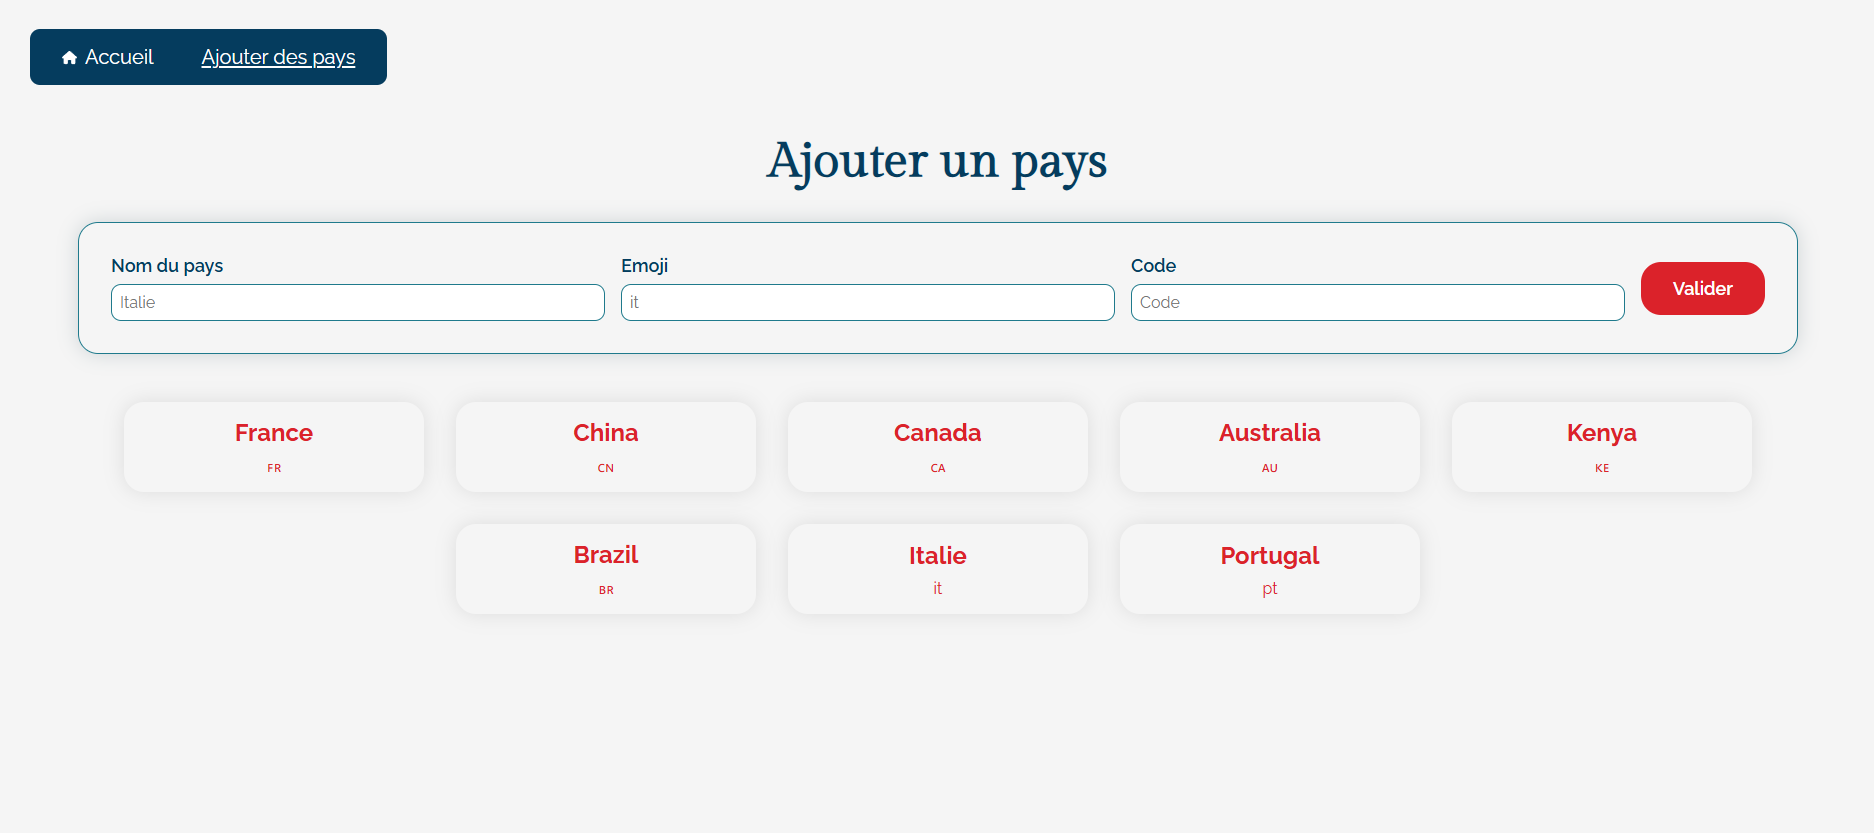 Accueil Ajouter des pays
Ajouter un pays
Nom du pays Emoji Code
Italie it Code Valider
France China Canada Australia Kenya
FR CN CA AU KE
Brazil Italie Portugal
BR it pt